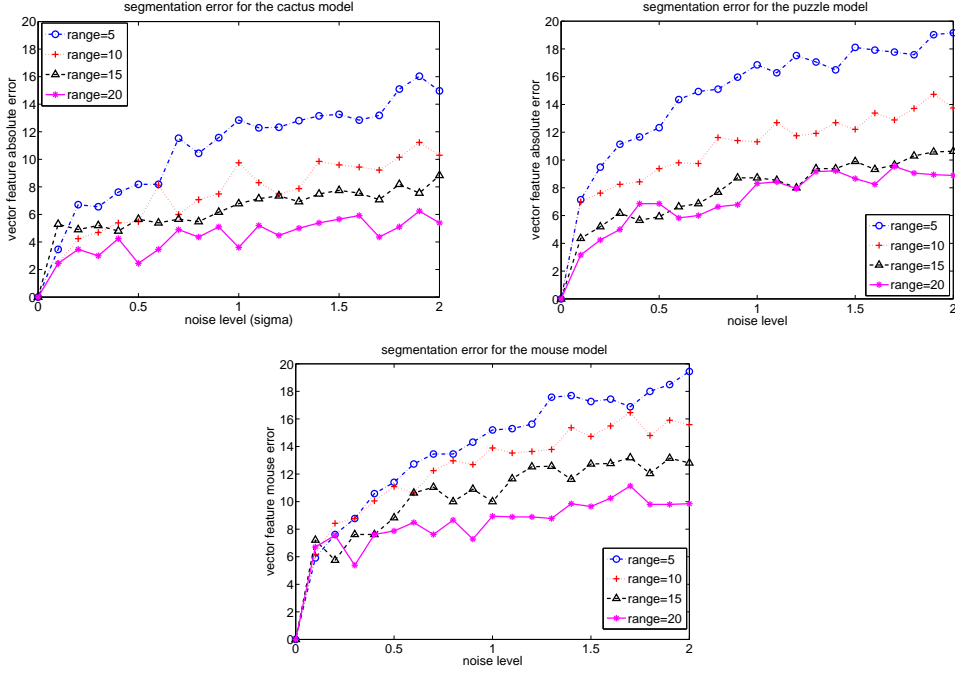 segmentation error for the cactus model
vector feature absolute error
20
18
16
14
12
10
8
6
4
2
0
range=5
range=10
range=15
range=20
0
0.5
1
1.5
2
noise level (sigma)
segmentation error for the puzzle model
vector feature absolute error
20
18
16
14
12
10
8
6
4
2
0
range=5
range=10
range=15
range=20
0
0.5
1
1.5
2
noise level
segmentation error for the mouse model
vector feature mouse error
20
18
16
14
12
10
8
6
4
2
0
range=5
range=10
range=15
range=20
0
0.5
1
1.5
2
noise level